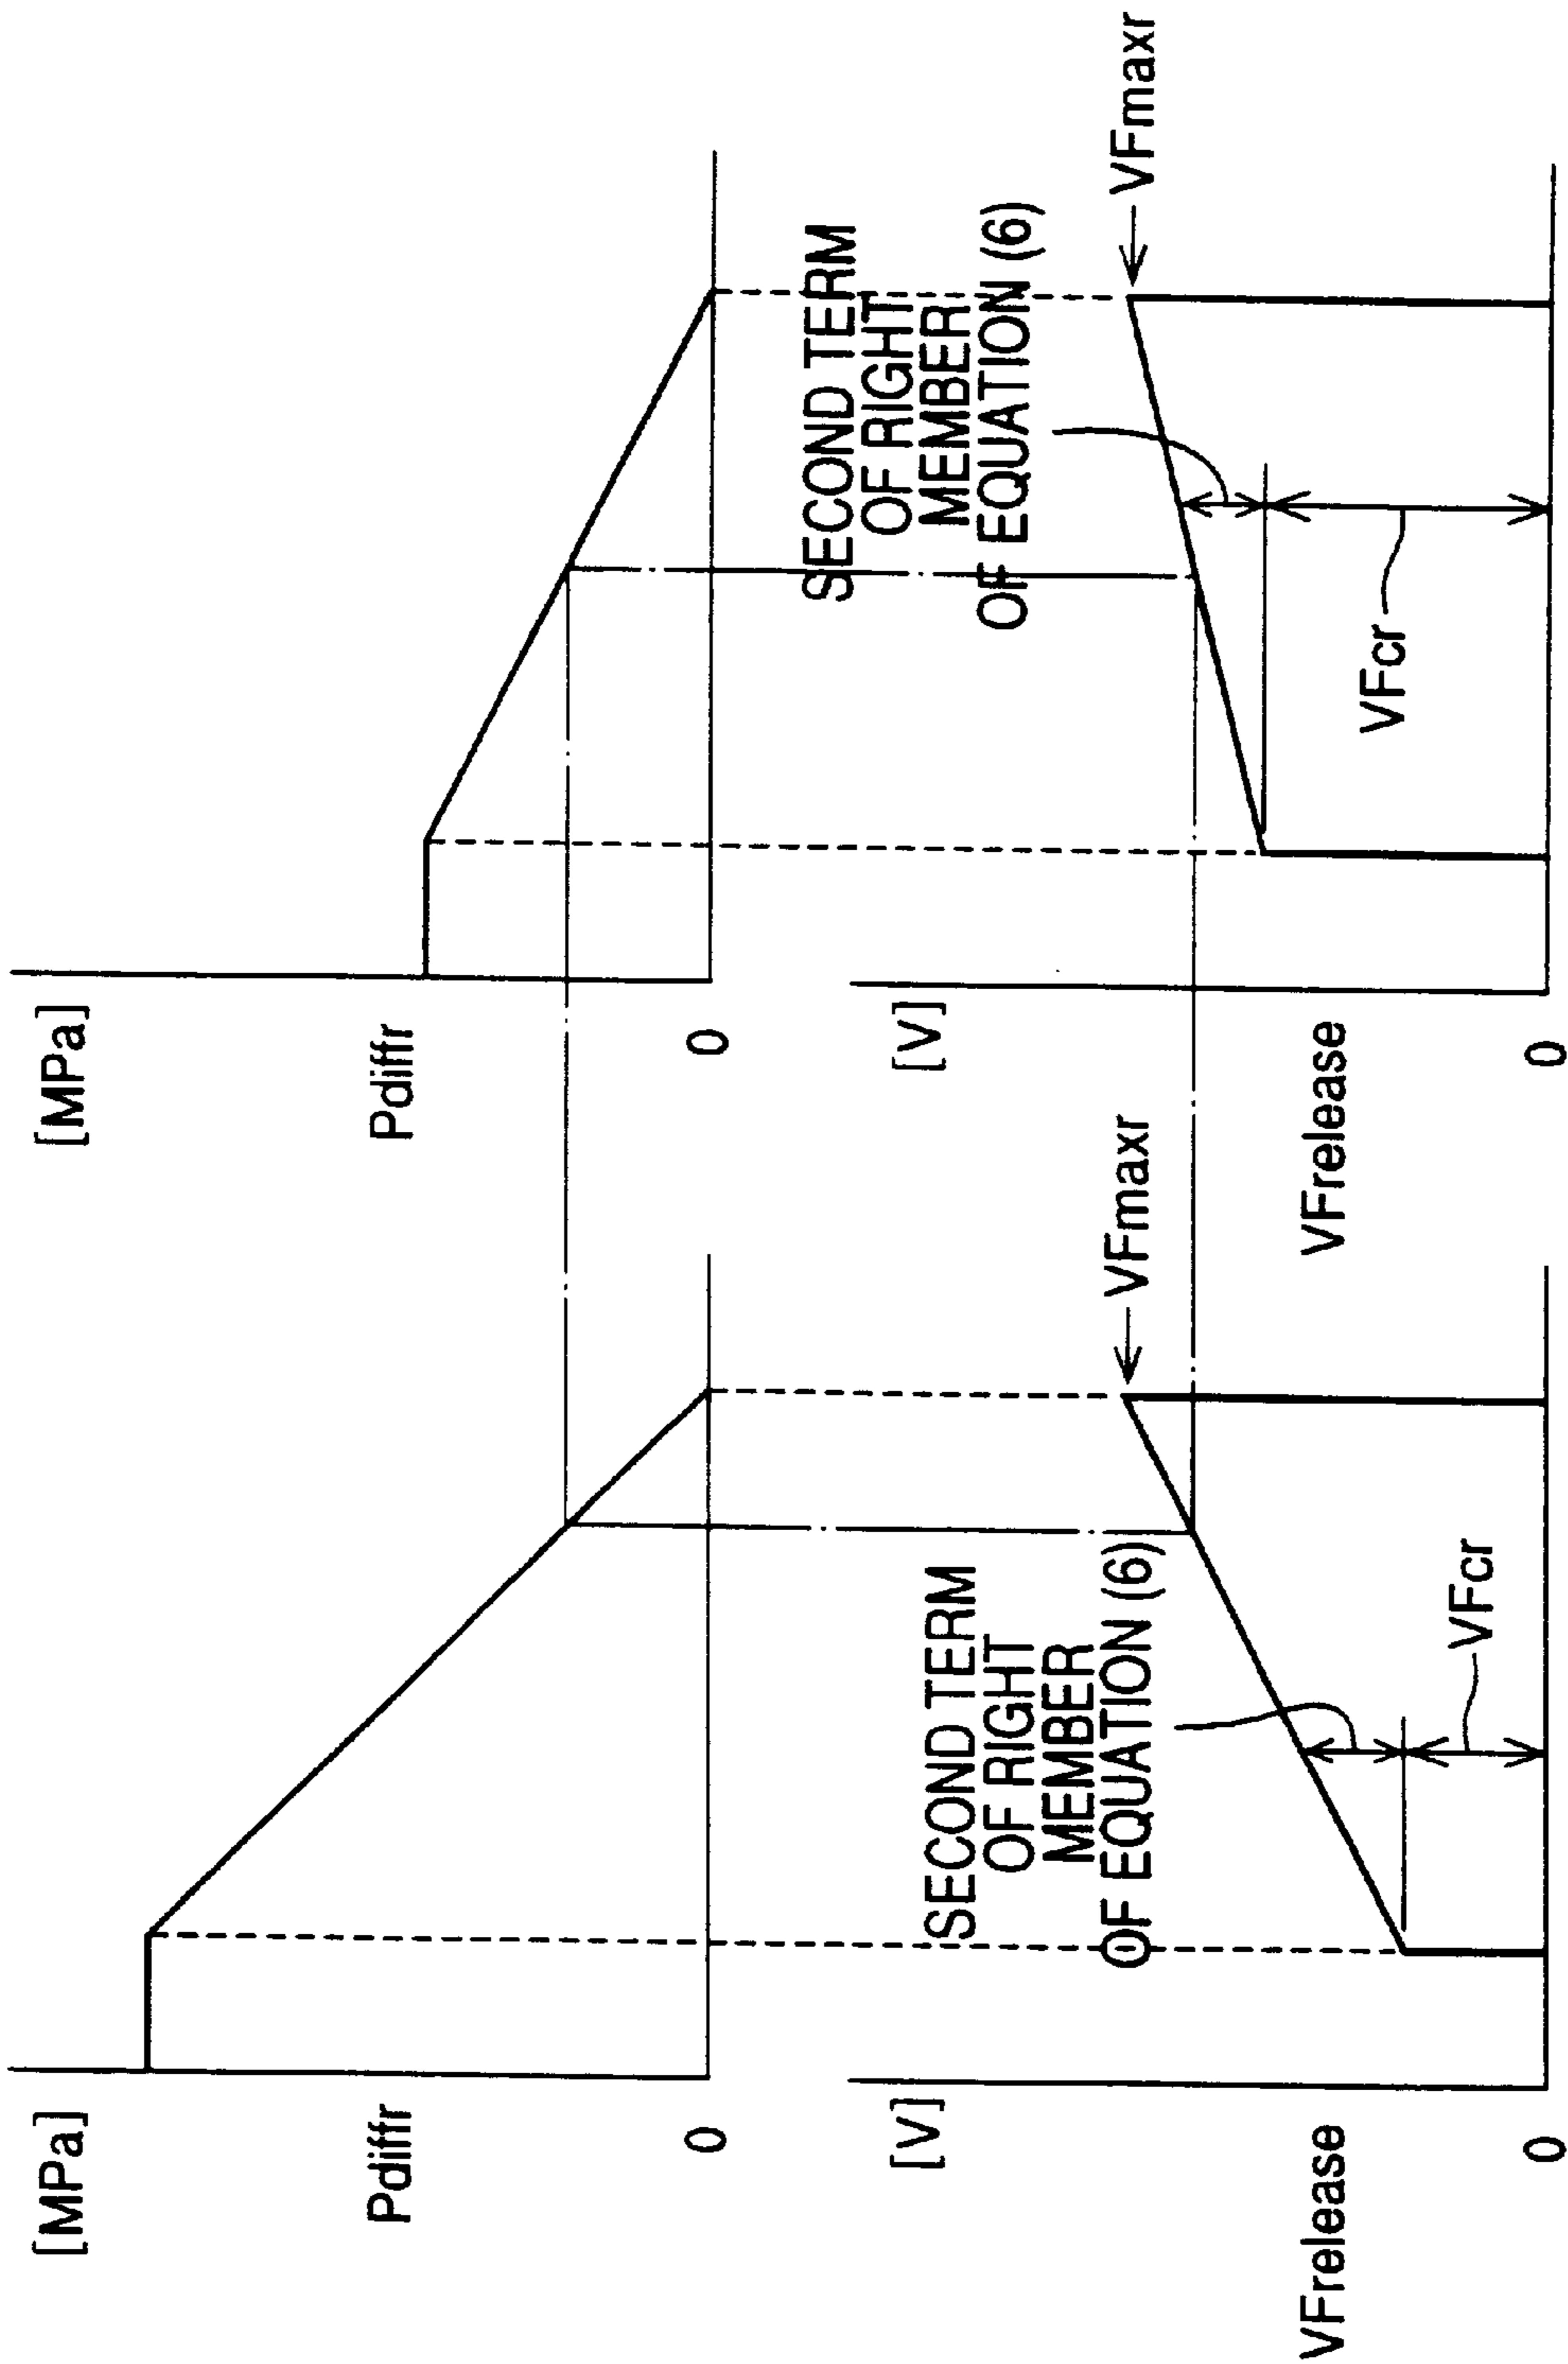 [MPa]
Pdiffr
0
[V]
SECOND TERM
OF RIGHT
MEMBER
OF EQUATION (6)
VFmaxr
VFcr
VFrelease
0
[MPa]
Pdiffr
0
[V]
SECOND TERM
OF RIGHT
MEMBER
OF EQUATION (6)
VFmaxr
VFcr
VFrelease
0